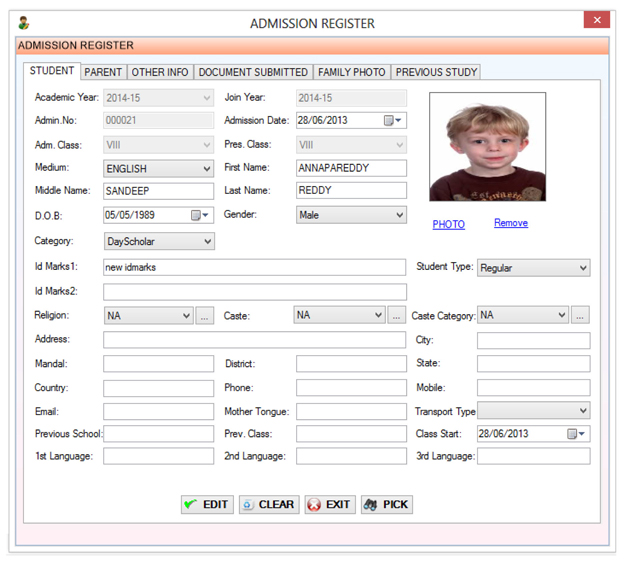 ADMISSION REGISTER
ADMISSION REGISTER
STUDENT PARENT OTHER INFO DOCUMENT SUBMITTED FAMILY PHOTO PREVIOUS STUDY
Academic Year: 2014-15 Join Year: 2014-15
Admin.No: 000021 Admission Date: 28/06/2013
Adm. Class: VIII Pres. Class: VIII
Medium: ENGLISH First Name: ANNAPAREDDY
Middle Name: SANDEEP Last Name: REDDY
D.O.B: 05/05/1989 Gender: Male PHOTO Remove
Category: DayScholar
Id Marks1: new idmarks Student Type: Regular
Id Marks2:
Religion: NA ... Caste: NA ... Caste Category: NA ...
Address: City:
Mandal: District: State:
Country: Phone: Mobile:
Email: Mother Tongue: Transport Type
Previous School: Prev. Class: Class Start: 28/06/2013
1st Language: 2nd Language: 3rd Language:
EDIT CLEAR EXIT PICK